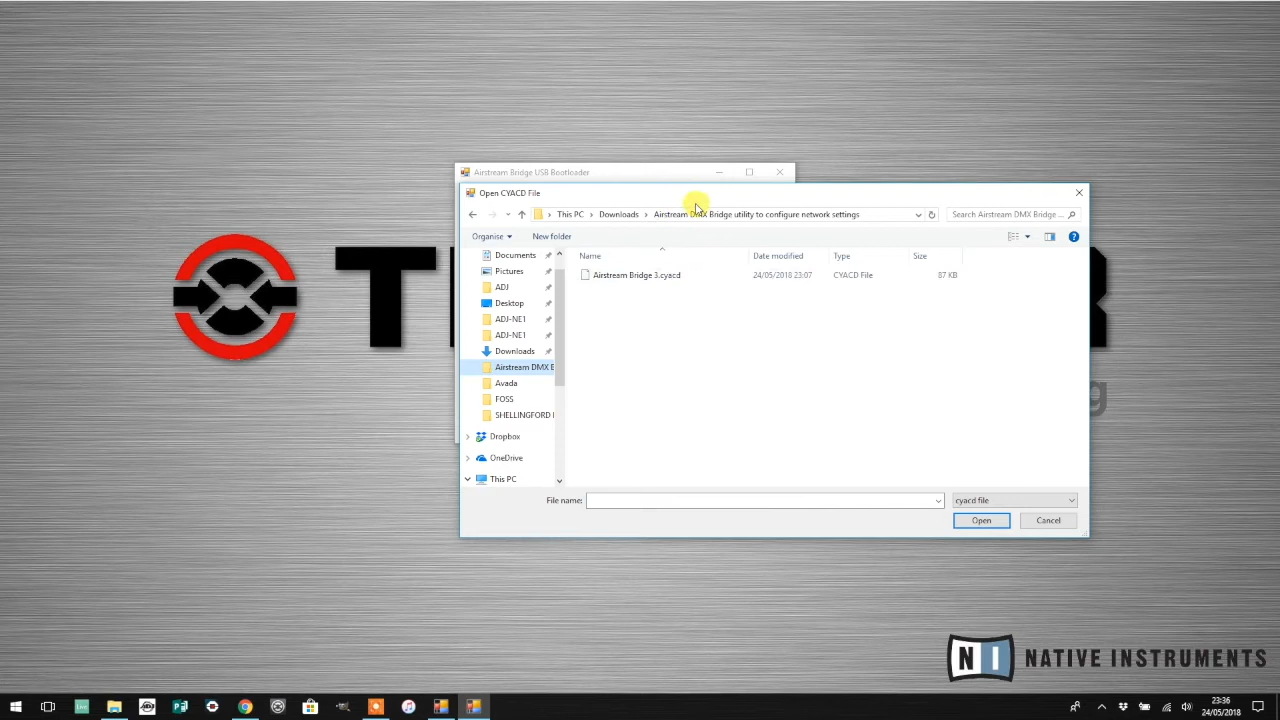 Airstream Bridge USB Bootloader
Open CYACD File
This PC > Downloads > Airstream DMX Bridge utility to configure network settings
Search Airstream DMX Bridge ...
Organise
New folder
Documents
Pictures
ADJ
Desktop
ADJ-NE1
ADJ-NE1
Downloads
Airstream DMX B
Avada
FOSS
SHELLINGFORD
Dropbox
OneDrive
This PC
Name Date modified Type Size
Airstream Bridge 3.cyacd 24/05/2018 23:07 CYACD File 87 KB
File name:
cyacd file
Open
Cancel
T
R
g
NI NATIVE INSTRUMENTS
23:36
24/05/2018